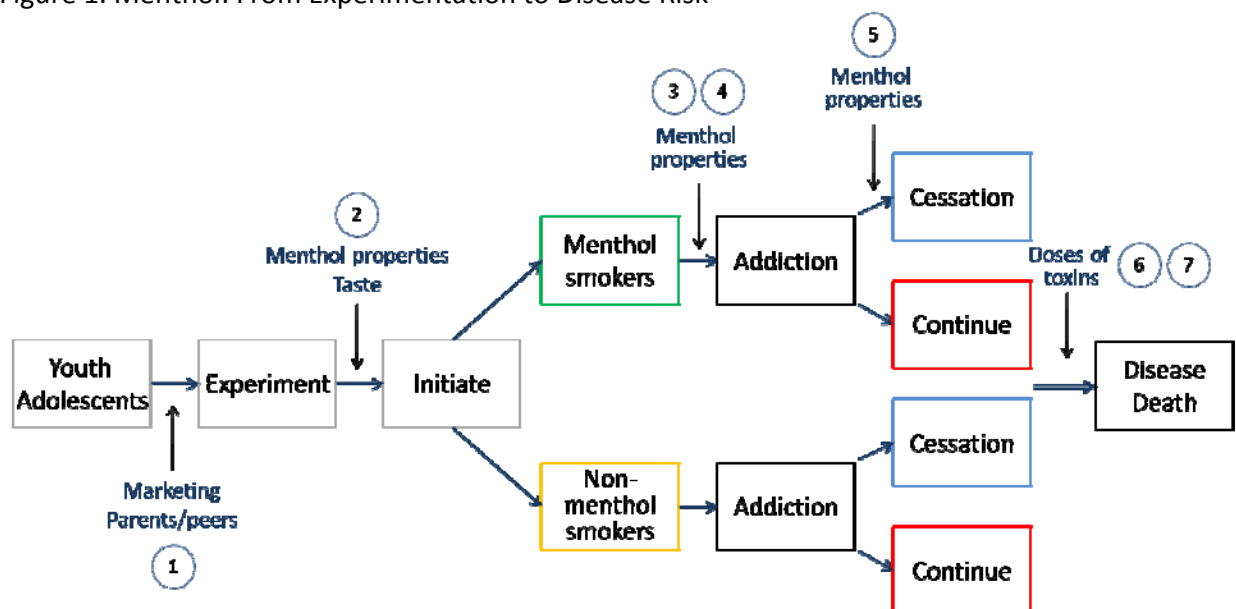 Figure 1. Menthol: From Experimentation to Disease Risk
5
Menthol
properties
3 4
Menthol
properties
Cessation
2
Menthol properties
Taste
Menthol
smokers
Addiction
Doses of
toxins
6 7
Continue
Youth
Adolescents
Experiment
Initiate
Disease
Death
Cessation
Marketing
Parents/peers
1
Non-
menthol
smokers
Addiction
Continue